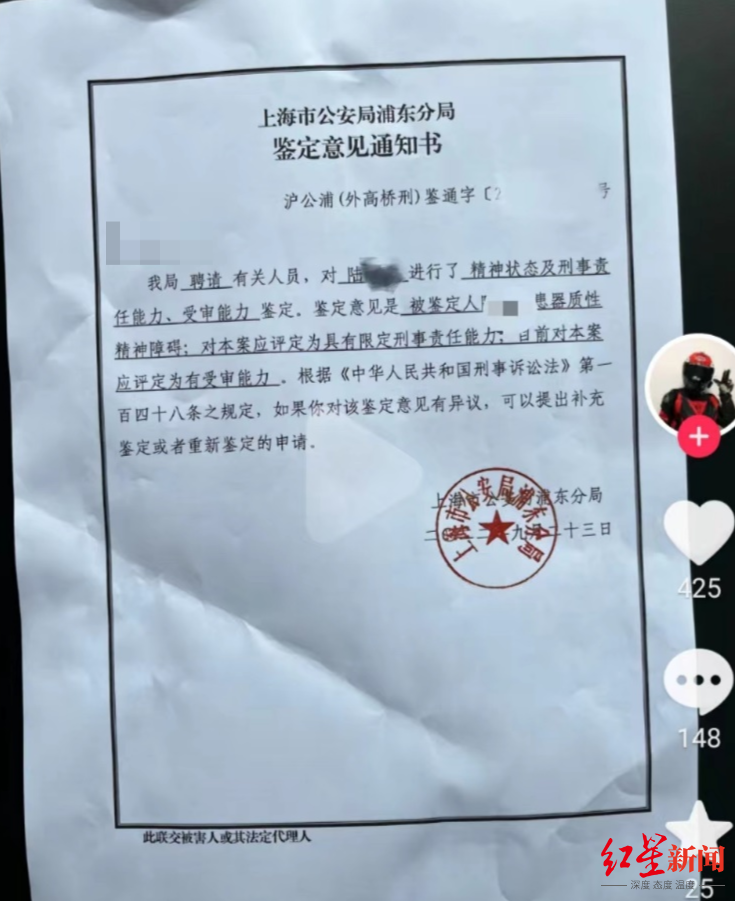 上海市公安局浦东分局
鉴定意见通知书
沪公浦(外高桥刑)鉴通字〔2 号
我局 聘请 有关人员，对 陆 进行了 精神状态及刑事责
任能力、受审能力 鉴定。鉴定意见是 被鉴定人 患器质性
精神障碍；对本案应评定为具有限定刑事责任能力；目前对本案
应评定为有受审能力 。根据《中华人民共和国刑事诉讼法》第一
百四十八条之规定，如果你对该鉴定意见有异议，可以提出补充
鉴定或者重新鉴定的申请。
上海市公安局浦东分局
二 二 九月二十三日
上海市公安局浦东分局
此联交被害人或其法定代理人
425
148
25
红星新闻
深度 态度 温度